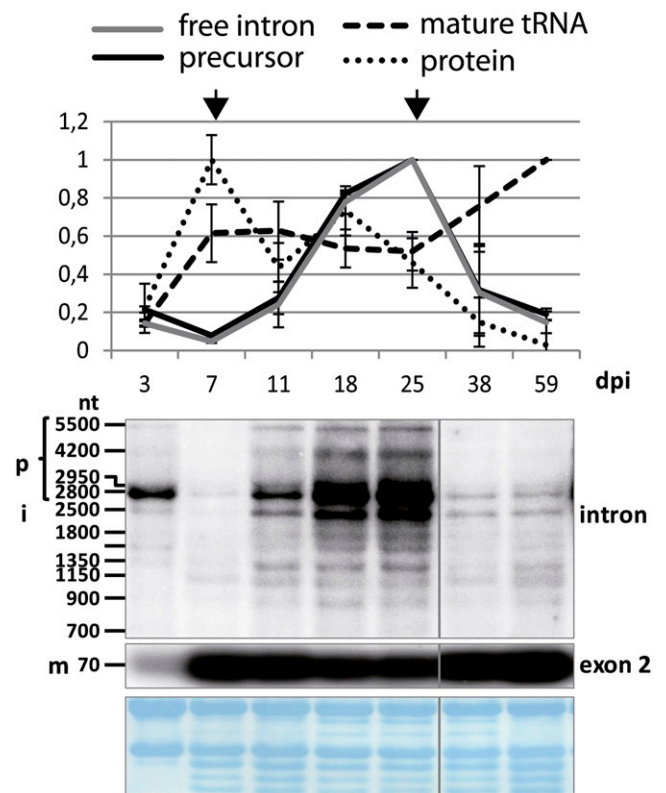 free intron mature tRNA
precursor protein
1,2
1
0,8
0,6
0,4
0,2
0
3 7 11 18 25 38 59 dpi
nt
5500
p 4200
2950
2800
i 2500 intron
1800
1350
1150
900
700
m 70 exon 2